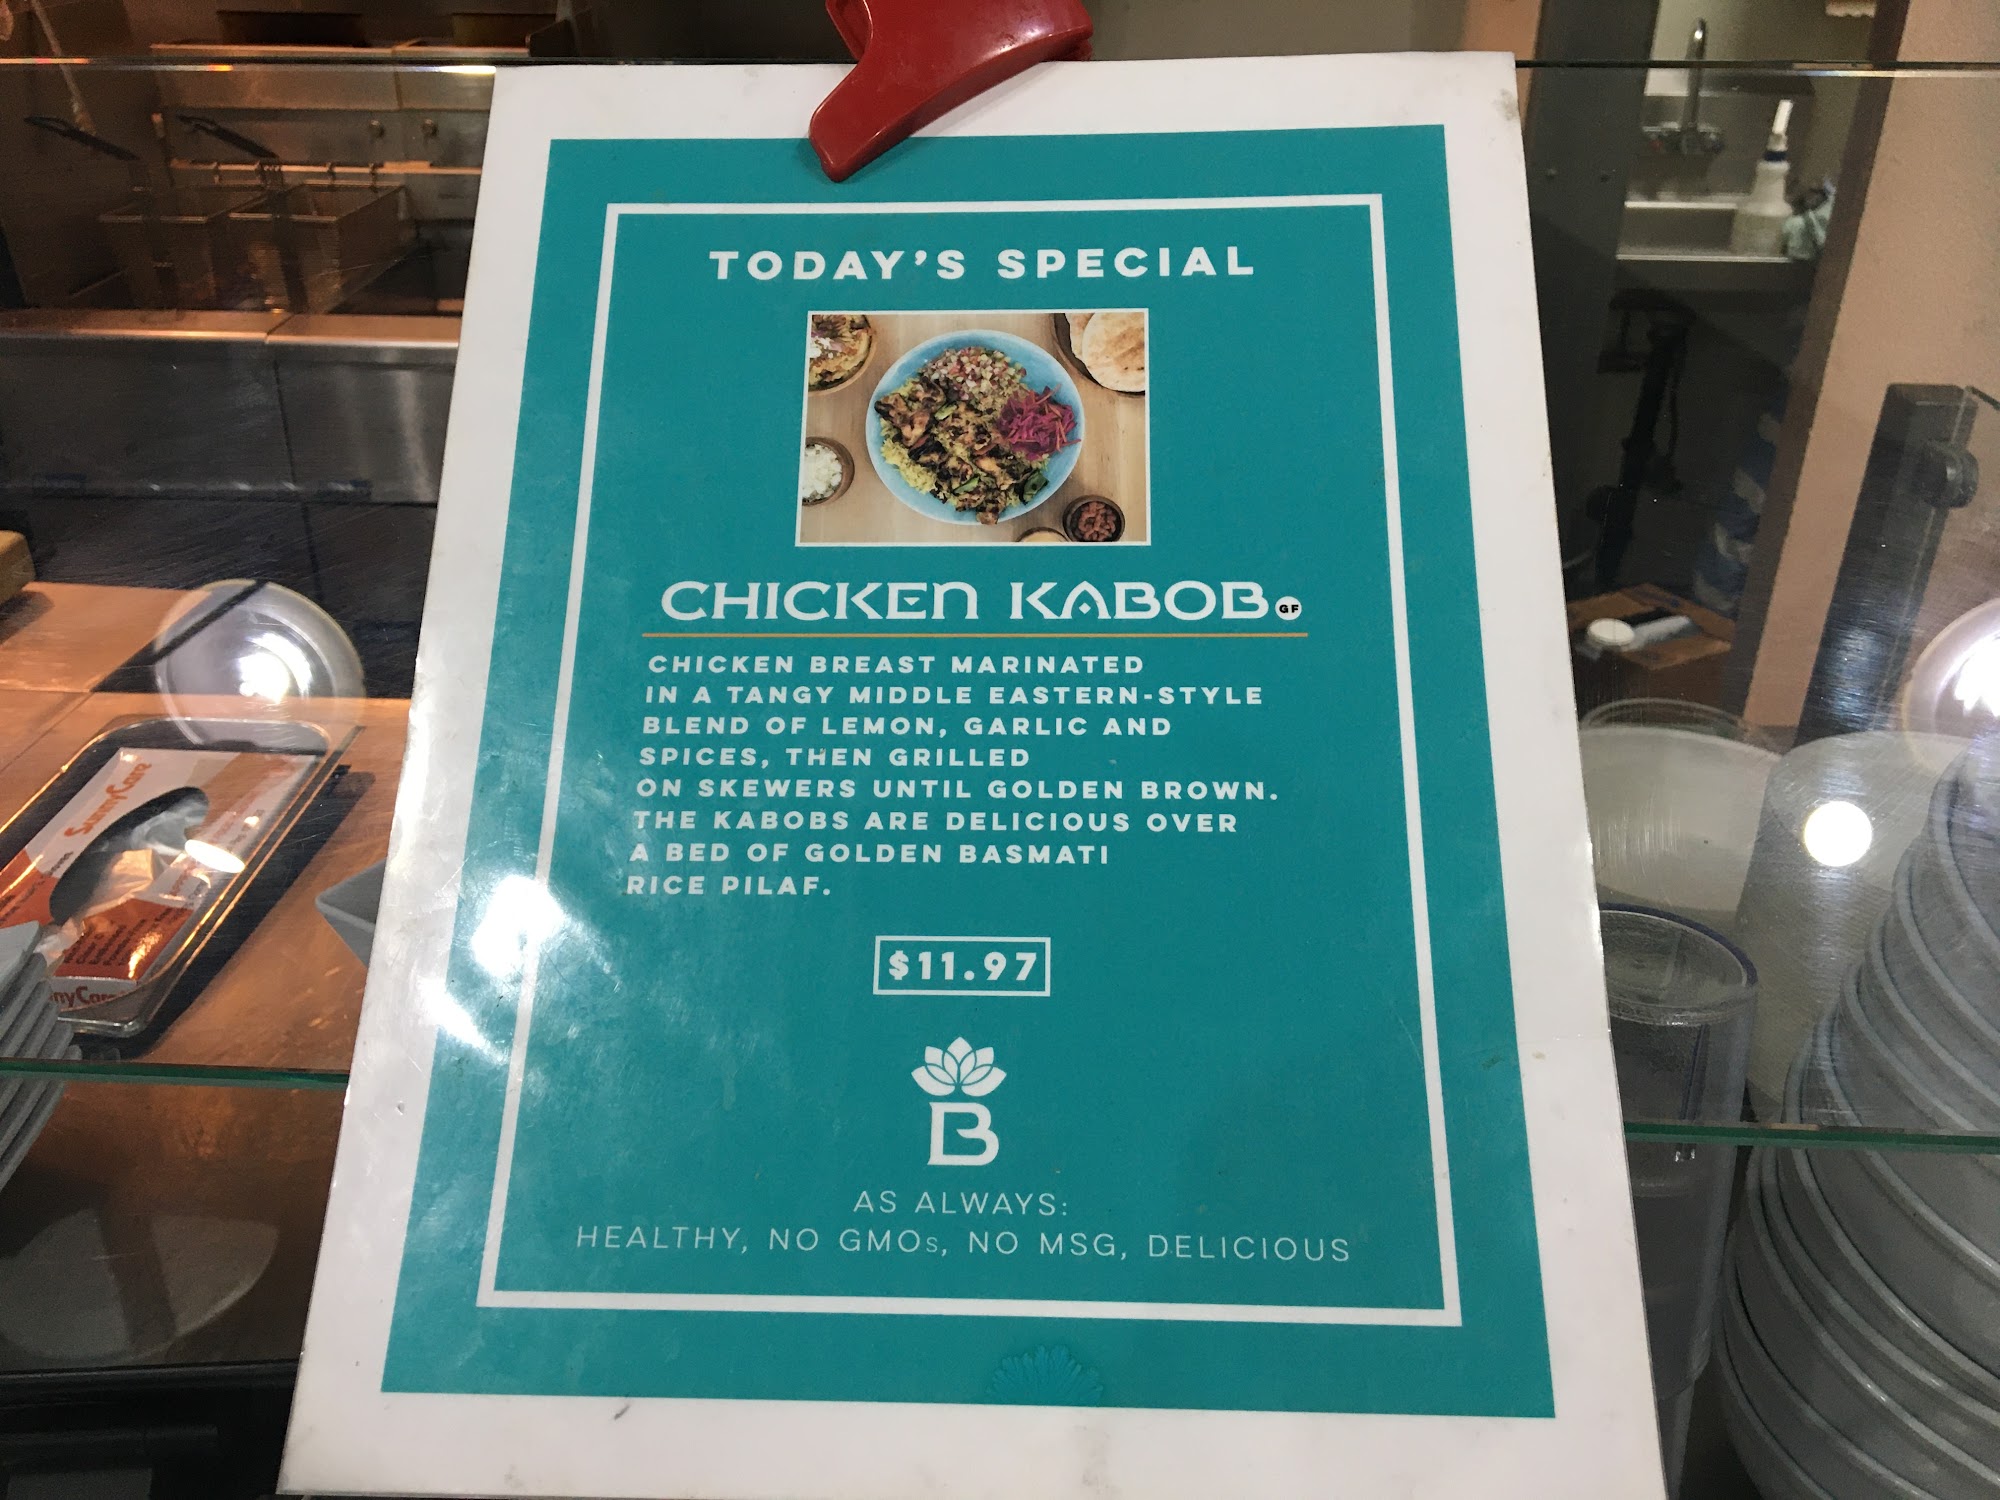 TODAY'S SPECIAL
CHICKEN KABOB. GF
CHICKEN BREAST MARINATED
IN A TANGY MIDDLE EASTERN-STYLE
BLEND OF LEMON, GARLIC AND
SPICES, THEN GRILLED
ON SKEWERS UNTIL GOLDEN BROWN.
THE KABOBS ARE DELICIOUS OVER
A BED OF GOLDEN BASMATI
RICE PILAF.
$11.97
B
AS ALWAYS:
HEALTHY, NO GMOs, NO MSG, DELICIOUS
SunnyCare